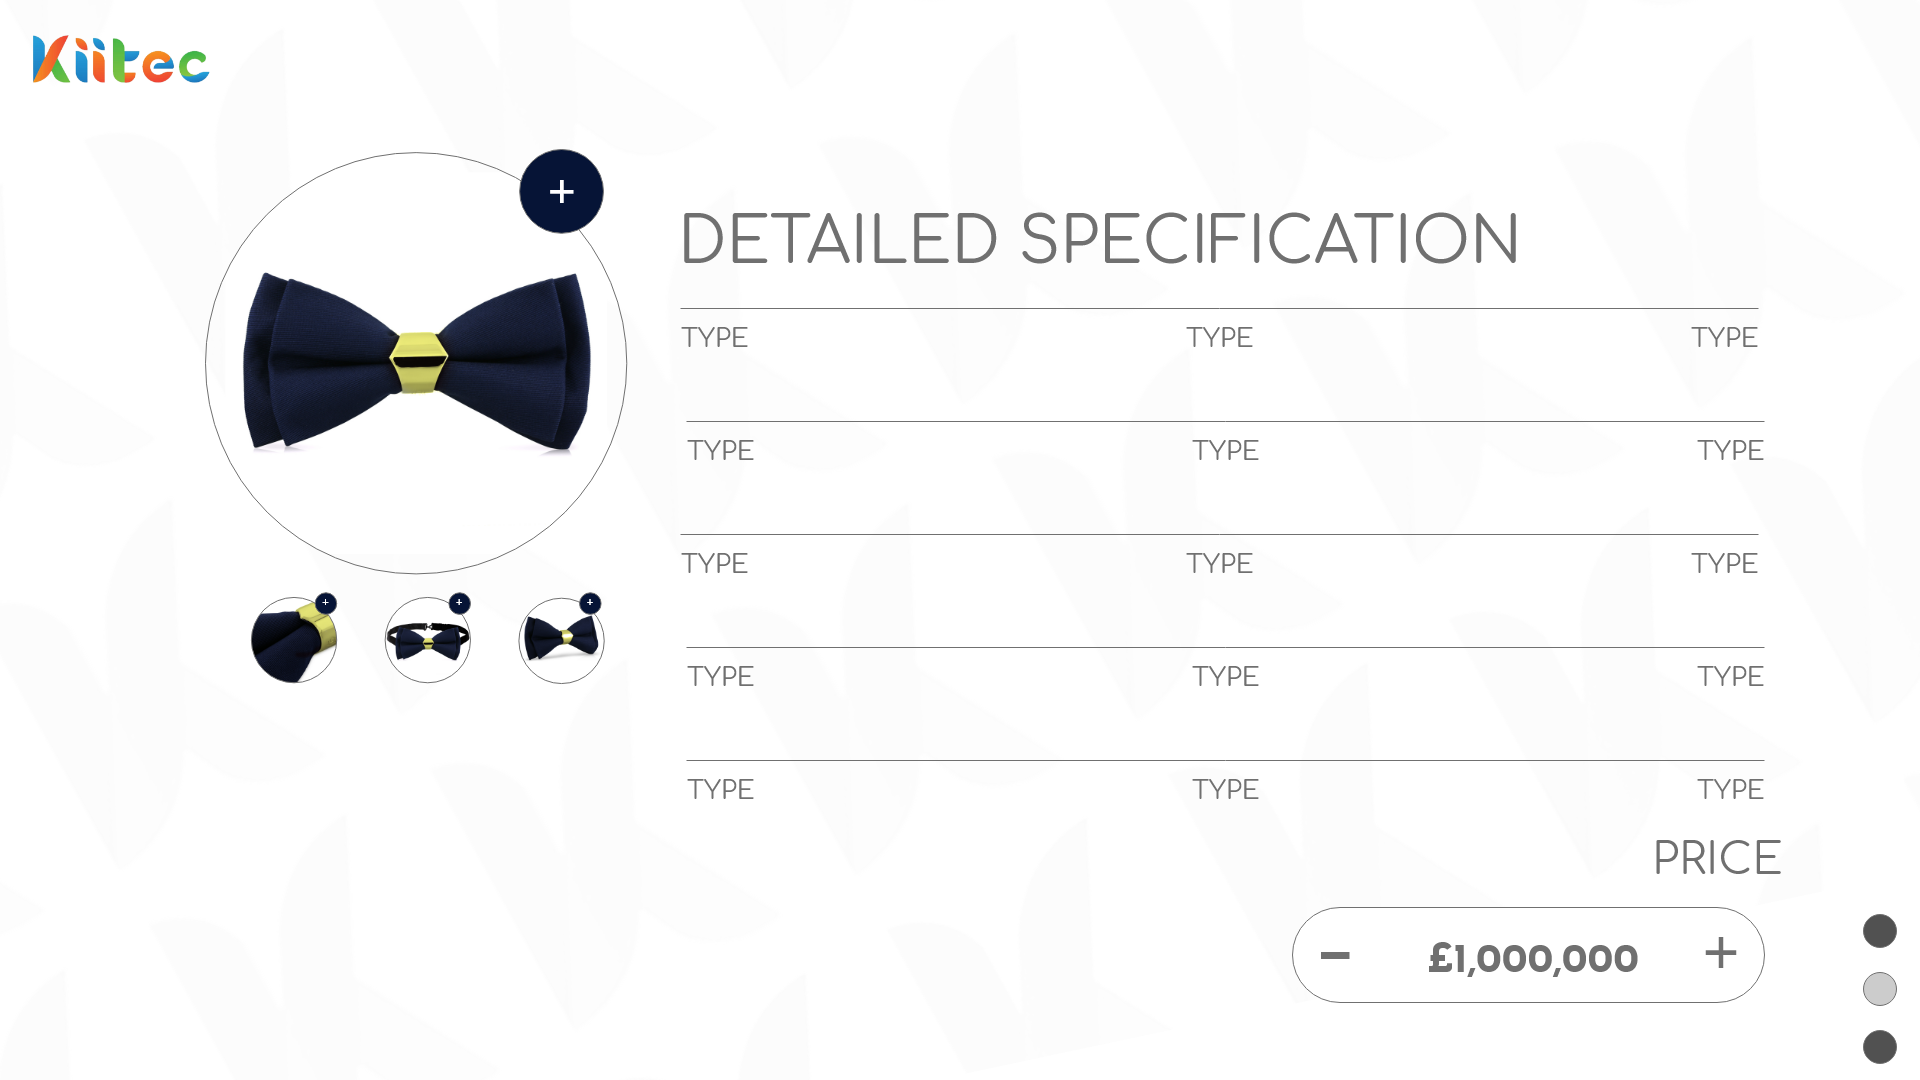 Kiitec
+
DETAILED SPECIFICATION
TYPE TYPE TYPE
TYPE TYPE TYPE
TYPE TYPE TYPE
+ + +
TYPE TYPE TYPE
TYPE TYPE TYPE
PRICE
- £1,000,000 +